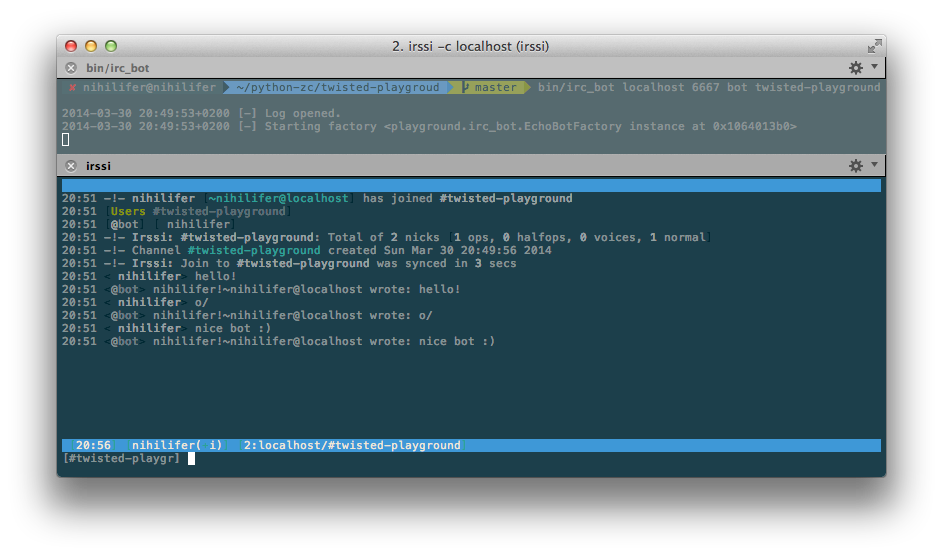 2. irssi -c localhost (irssi)
bin/irc_bot
✘ nihilifer@nihilifer ~/python-zc/twisted-playgroud master bin/irc_bot localhost 6667 bot twisted-playground
2014-03-30 20:49:53+0200 [-] Log opened.
2014-03-30 20:49:53+0200 [-] Starting factory <playground.irc_bot.EchoBotFactory instance at 0x1064013b0>
irssi
20:51 -!- nihilifer [~nihilifer@localhost] has joined #twisted-playground
20:51 [Users #twisted-playground]
20:51 [@bot] [ nihilifer]
20:51 -!- Irssi: #twisted-playground: Total of 2 nicks [1 ops, 0 halfops, 0 voices, 1 normal]
20:51 -!- Channel #twisted-playground created Sun Mar 30 20:49:56 2014
20:51 -!- Irssi: Join to #twisted-playground was synced in 3 secs
20:51 < nihilifer> hello!
20:51 <@bot> nihilifer!~nihilifer@localhost wrote: hello!
20:51 < nihilifer> o/
20:51 <@bot> nihilifer!~nihilifer@localhost wrote: o/
20:51 < nihilifer> nice bot :)
20:51 <@bot> nihilifer!~nihilifer@localhost wrote: nice bot :)
[20:56] [nihilifer( i)] [2:localhost/#twisted-playground]
[#twisted-playgr]